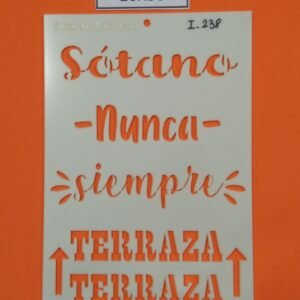 I-238
Sótano
-Nunca-
siempre
TERRAZA
TERRAZA